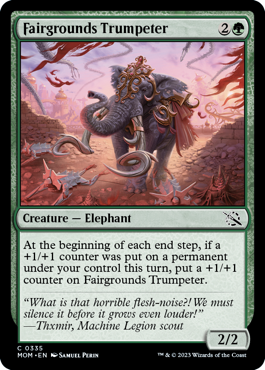 Fairgrounds Trumpeter 2
Creature — Elephant
At the beginning of each end step, if a
+1/+1 counter was put on a permanent
under your control this turn, put a +1/+1
counter on Fairgrounds Trumpeter.
“What is that horrible flesh-noise?! We must
silence it before it grows even louder!”
—Thxmir, Machine Legion scout
2/2
C 0335
MOM • EN SAMUEL PERIN
™ & © 2023 Wizards of the Coast